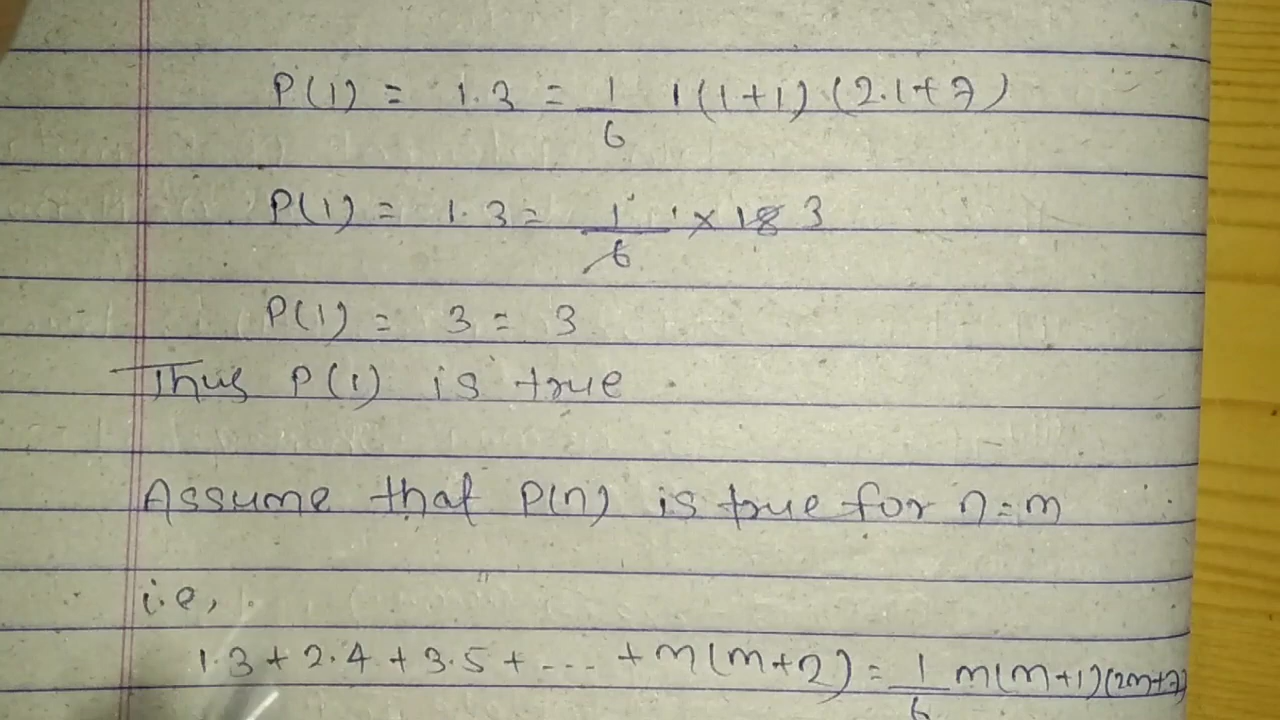 P(1) = 1.3 = 1/6 1(1+1).(2.1+7)
P(1) = 1.3 = 1/6 × 18 3
P(1) = 3 = 3
Thus P(1) is true.
Assume that P(n) is true for n=m
i.e,
1.3+2.4+3.5+---+m(m+2)=1/6 m(m+1)(2m+7)